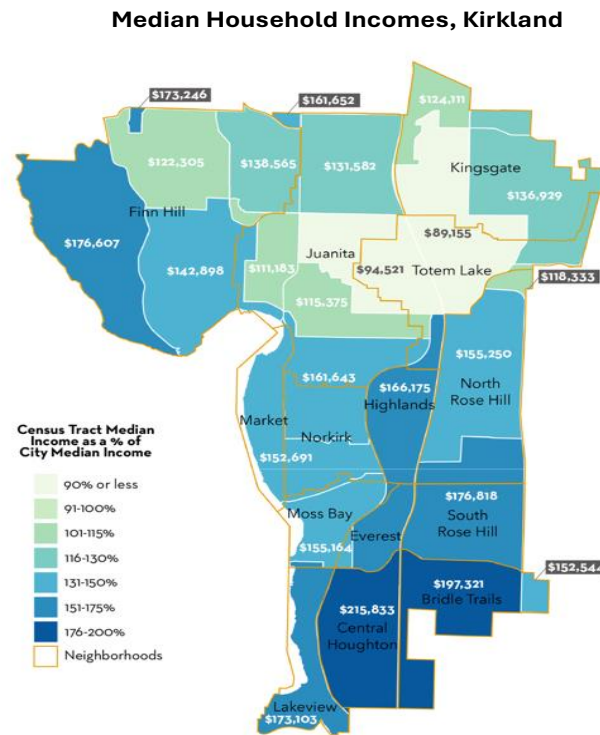 Median Household Incomes, Kirkland
$173,246
$161,652
$124,111
$122,305
$138,565
$131,582
Kingsgate
$136,929
Finn Hill
$176,607
$89,155
Juanita
$142,898
$111,183
$94,521
Totem Lake
$118,333
$115,375
$155,250
$161,643
$166,175
North
Rose Hill
Highlands
Market
Norkirk
$152,691
Census Tract Median
Income as a % of
City Median Income
90% or less
91-100%
101-115%
116-130%
131-150%
151-175%
176-200%
Neighborhoods
Moss Bay
$176,818
South
Rose Hill
Everest
$155,164
$152,544
$197,321
Bridle Trails
$215,833
Central
Houghton
Lakeview
$173,103